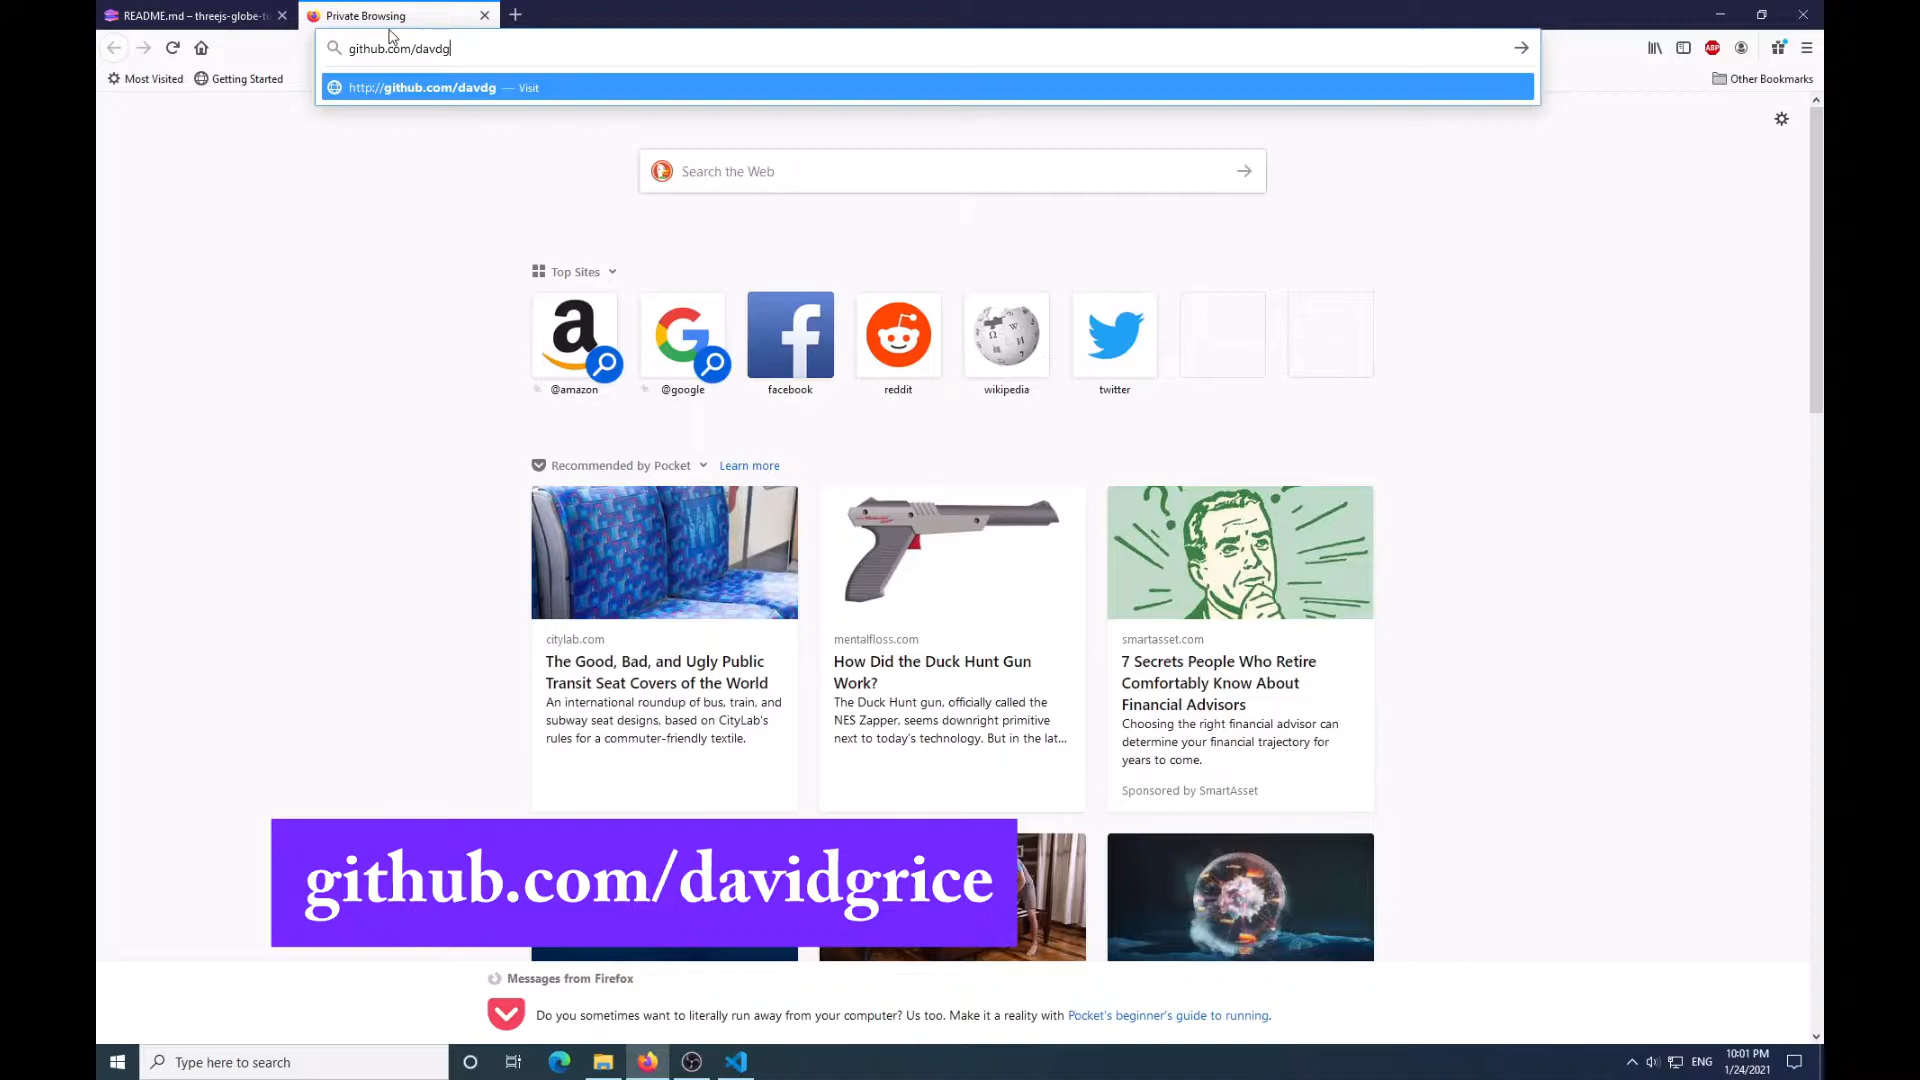 README.md – threejs-globe-tu
Private Browsing
github.com/davdg
http://github.com/davdg — Visit
Most Visited
Getting Started
Other Bookmarks
ABP
Search the Web
Top Sites
@amazon
@google
facebook
reddit
wikipedia
twitter
Recommended by Pocket
Learn more
citylab.com
The Good, Bad, and Ugly Public
Transit Seat Covers of the World
An international roundup of bus, train, and
subway seat designs, based on CityLab's
rules for a commuter-friendly textile.
mentalfloss.com
How Did the Duck Hunt Gun
Work?
The Duck Hunt gun, officially called the
NES Zapper, seems downright primitive
next to today's technology. But in the lat...
smartasset.com
7 Secrets People Who Retire
Comfortably Know About
Financial Advisors
Choosing the right financial advisor can
determine your financial trajectory for
years to come.
Sponsored by SmartAsset
github.com/davidgrice
Messages from Firefox
Do you sometimes want to literally run away from your computer? Us too. Make it a reality with Pocket's beginner's guide to running.
Type here to search
ENG
10:01 PM
1/24/2021